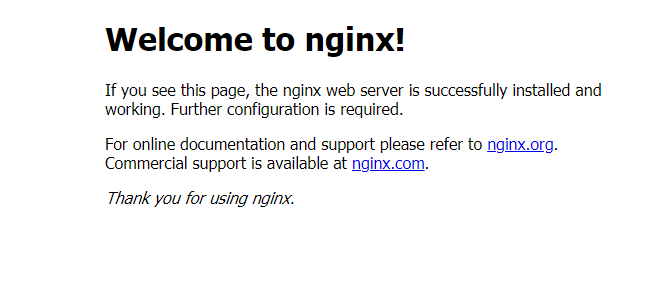 Welcome to nginx!
If you see this page, the nginx web server is successfully installed and
working. Further configuration is required.
For online documentation and support please refer to nginx.org.
Commercial support is available at nginx.com.
Thank you for using nginx.